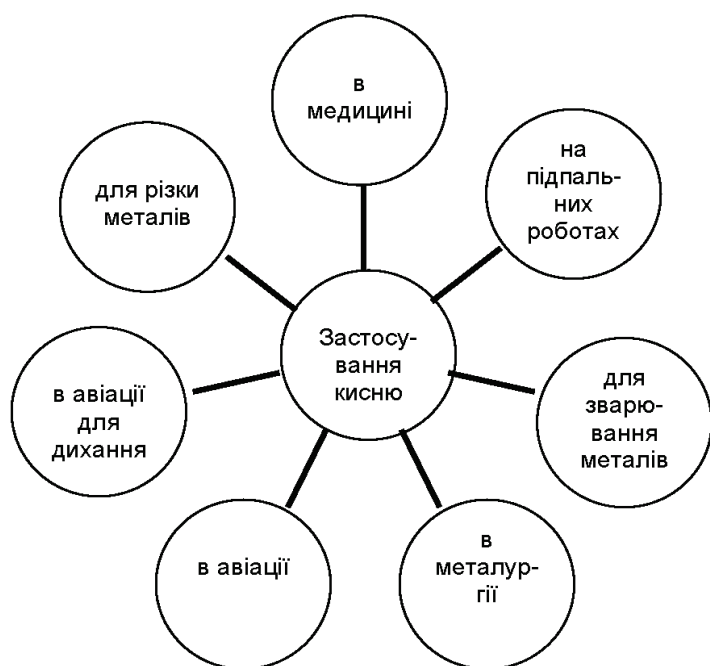 в
медицині
на
підпаль-
них
роботах
для різки
металів
Застосу-
вання
кисню
для
зварю-
вання
металів
в авіації
для
дихання
в авіації
в
металур-
гії